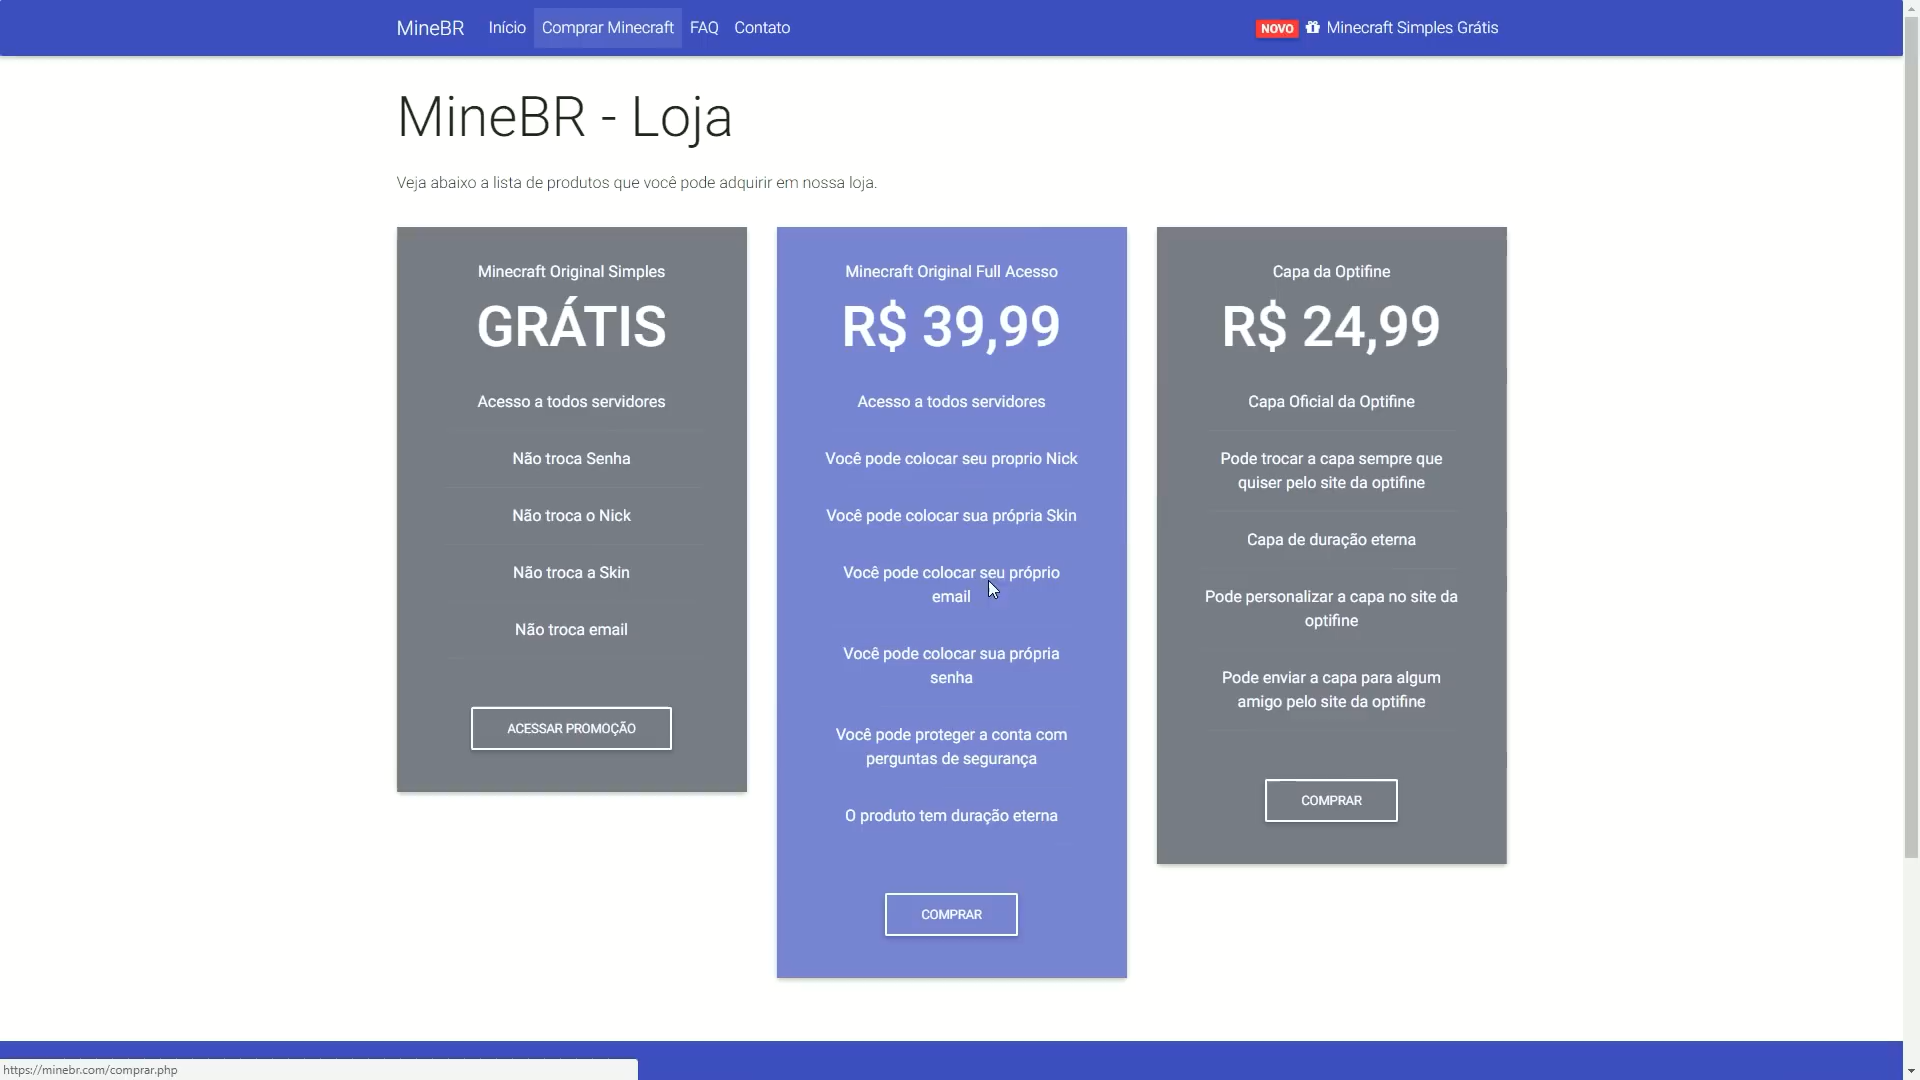 MineBR Início Comprar Minecraft FAQ Contato NOVO Minecraft Simples Grátis
MineBR - Loja
Veja abaixo a lista de produtos que você pode adquirir em nossa loja.
Minecraft Original Simples
GRÁTIS
Acesso a todos servidores
Não troca Senha
Não troca o Nick
Não troca a Skin
Não troca email
ACESSAR PROMOÇÃO
Minecraft Original Full Acesso
R$ 39,99
Acesso a todos servidores
Você pode colocar seu proprio Nick
Você pode colocar sua própria Skin
Você pode colocar seu próprio
email
Você pode colocar sua própria
senha
Você pode proteger a conta com
perguntas de segurança
O produto tem duração eterna
COMPRAR
Capa da Optifine
R$ 24,99
Capa Oficial da Optifine
Pode trocar a capa sempre que
quiser pelo site da optifine
Capa de duração eterna
Pode personalizar a capa no site da
optifine
Pode enviar a capa para algum
amigo pelo site da optifine
COMPRAR
https://minebr.com/comprar.php